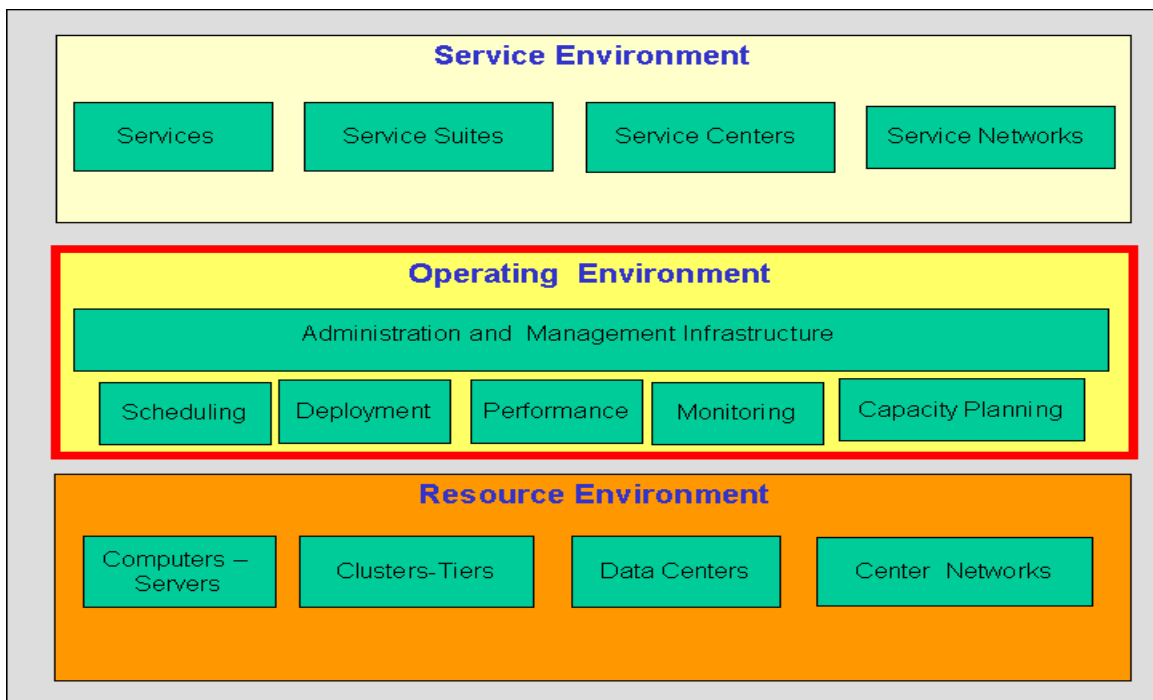 Service Environment
Services
Service Suites
Service Centers
Service Networks
Operating Environment
Administration and Management Infrastructure
Scheduling
Deployment
Performance
Monitoring
Capacity Planning
Resource Environment
Computers –
Servers
Clusters-Tiers
Data Centers
Center Networks